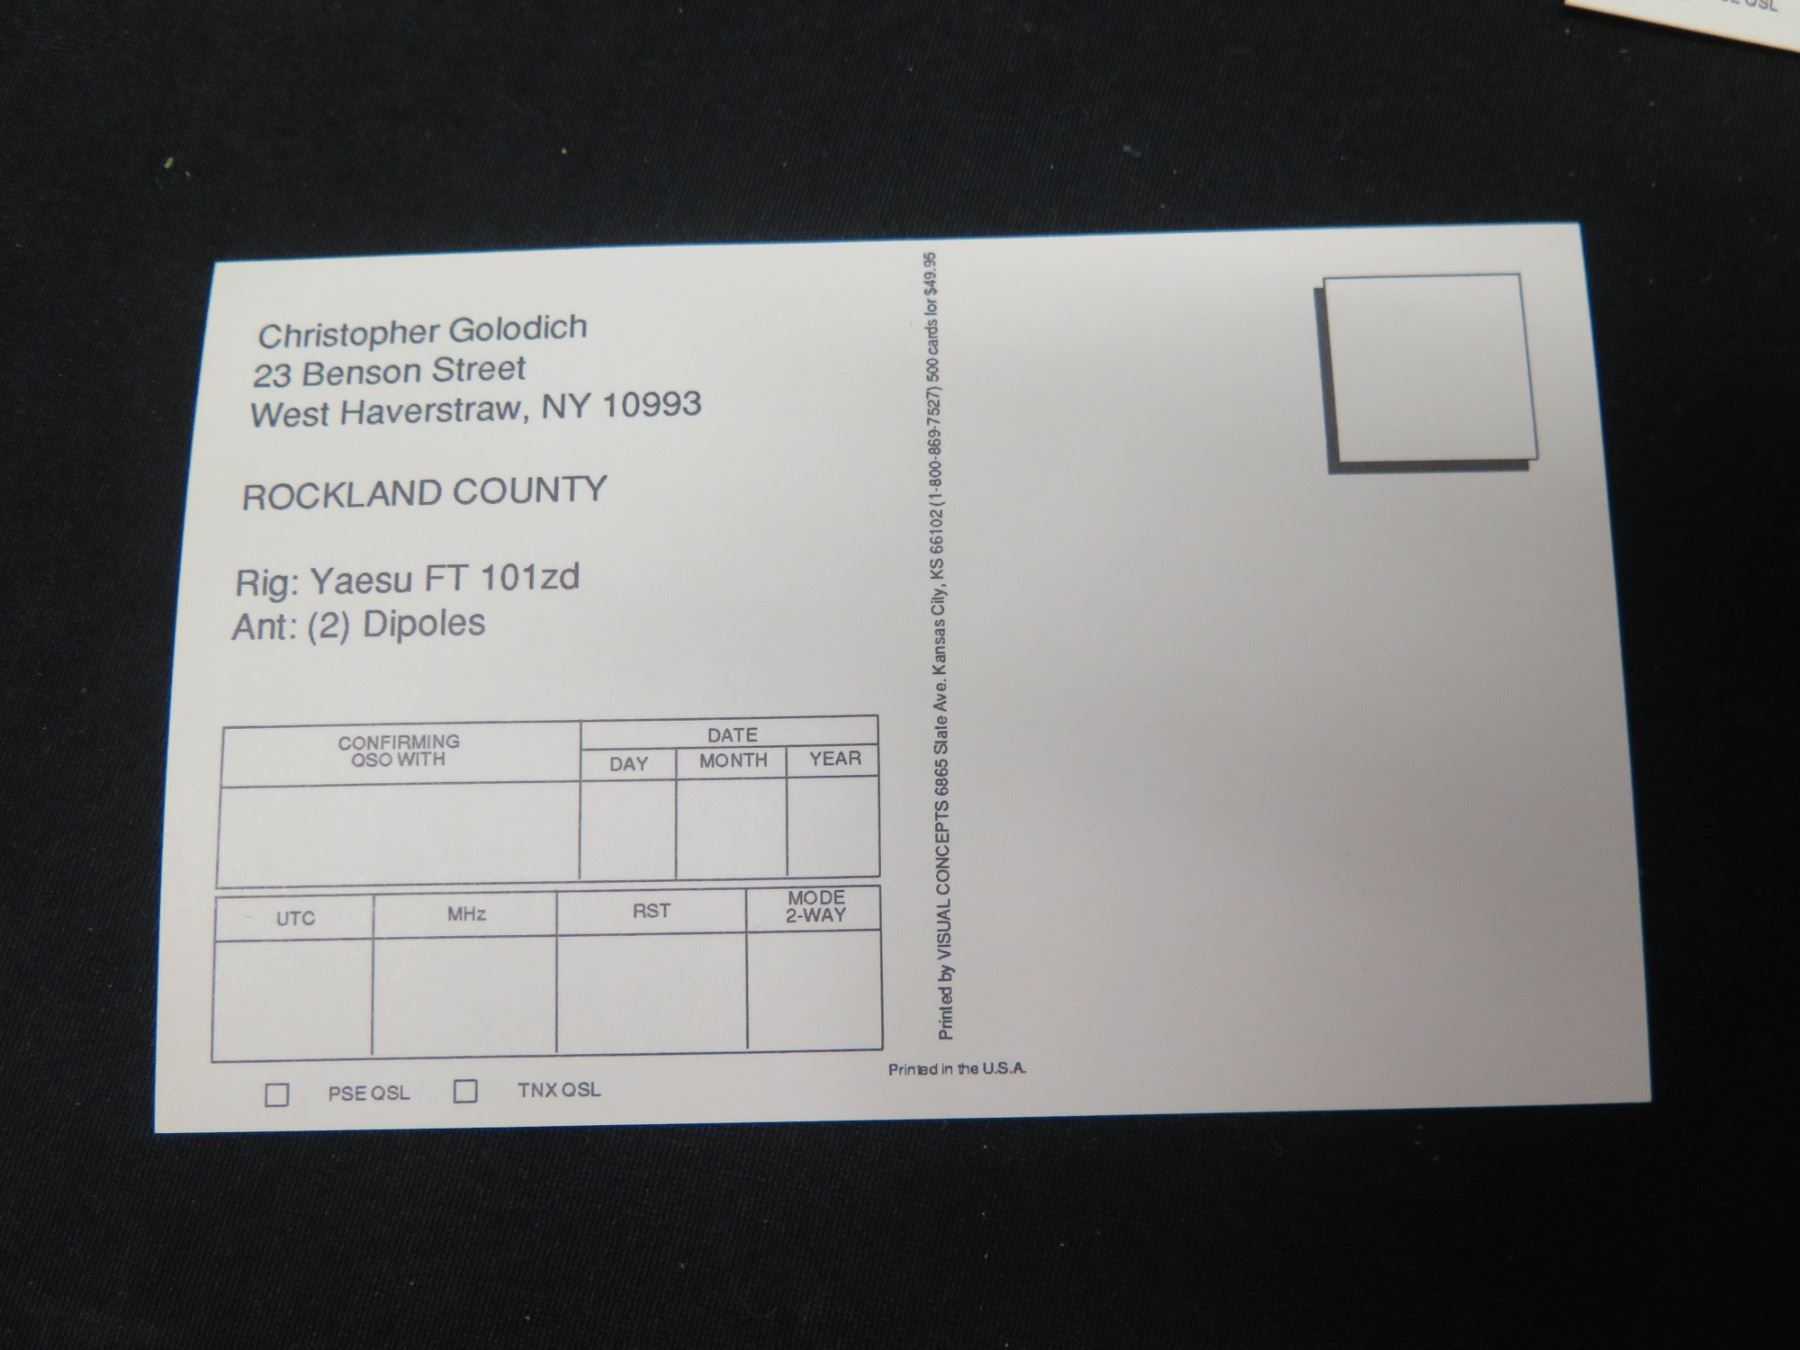 Christopher Golodich
23 Benson Street
West Haverstraw, NY 10993
ROCKLAND COUNTY
Rig: Yaesu FT 101zd
Ant: (2) Dipoles
CONFIRMING
QSO WITH
DATE
DAY MONTH YEAR
UTC MHz RST MODE
2-WAY
PSE QSL TNX QSL
Printed by VISUAL CONCEPTS 6865 State Ave. Kansas City, KS 66102 (1-800-869-7527) 500 cards for $49.95
Printed in the U.S.A.
QSL